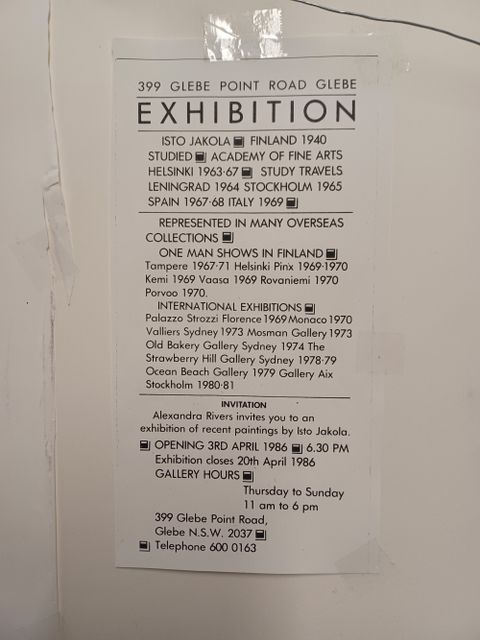 399 GLEBE POINT ROAD GLEBE
EXHIBITION
ISTO JAKOLA FINLAND 1940
STUDIED ACADEMY OF FINE ARTS
HELSINKI 1963·67 STUDY TRAVELS
LENINGRAD 1964 STOCKHOLM 1965
SPAIN 1967·68 ITALY 1969
REPRESENTED IN MANY OVERSEAS
COLLECTIONS
ONE MAN SHOWS IN FINLAND
Tampere 1967·71 Helsinki Pinx 1969·1970
Kemi 1969 Vaasa 1969 Rovaniemi 1970
Porvoo 1970.
INTERNATIONAL EXHIBITIONS
Palazzo Strozzi Florence 1969 Monaco 1970
Valliers Sydney 1973 Mosman Gallery 1973
Old Bakery Gallery Sydney 1974 The
Strawberry Hill Gallery Sydney 1978·79
Ocean Beach Gallery 1979 Gallery Aix
Stockholm 1980·81
INVITATION
Alexandra Rivers invites you to an
exhibition of recent paintings by Isto Jakola.
OPENING 3RD APRIL 1986 6.30 PM
Exhibition closes 20th April 1986
GALLERY HOURS
Thursday to Sunday
11 am to 6 pm
399 Glebe Point Road,
Glebe N.S.W. 2037
Telephone 600 0163